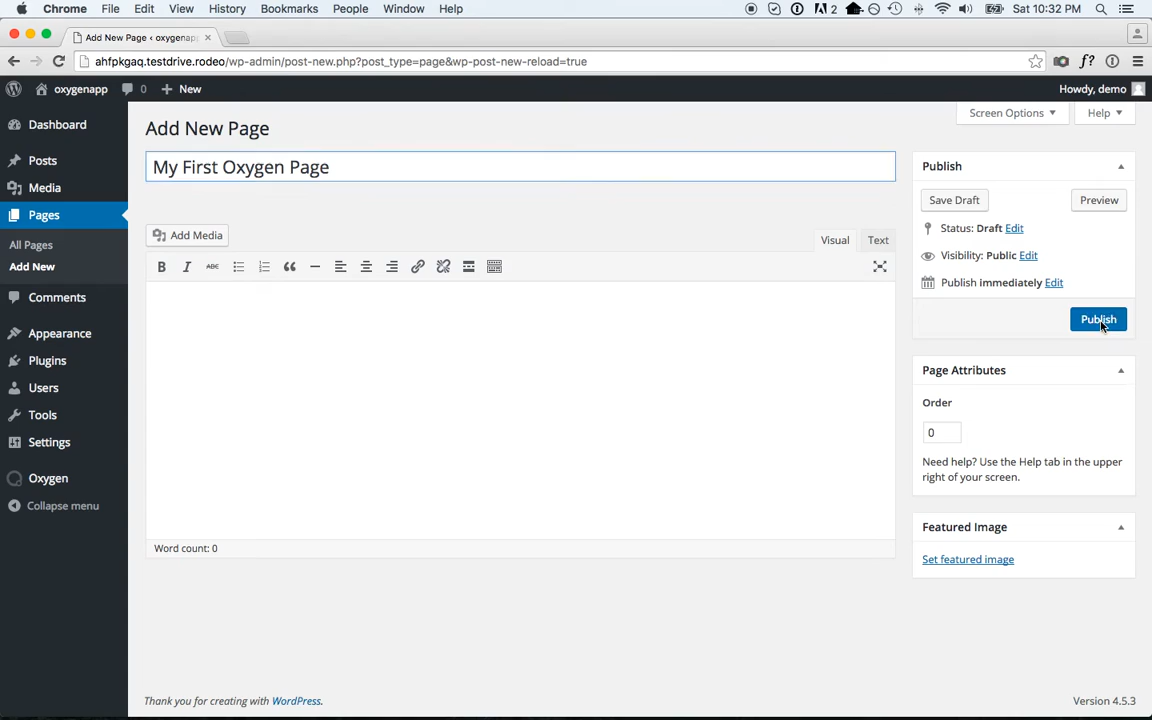 Chrome File Edit View History Bookmarks People Window Help 2 Sat 10:32 PM
Add New Page ‹ oxygenapp
ahfpkgaq.testdrive.rodeo/wp-admin/post-new.php?post_type=page&wp-post-new-reload=true f?
oxygenapp 0 New Howdy, demo
Screen Options Help
Dashboard
Posts
Media
Pages
All Pages
Add New
Comments
Appearance
Plugins
Users
Tools
Settings
Oxygen
Collapse menu
Add New Page
My First Oxygen Page
Add Media
Visual Text
B I ABC
Word count: 0
Publish
Save Draft Preview
Status: Draft Edit
Visibility: Public Edit
Publish immediately Edit
Publish
Page Attributes
Order
0
Need help? Use the Help tab in the upper
right of your screen.
Featured Image
Set featured image
Thank you for creating with WordPress. Version 4.5.3